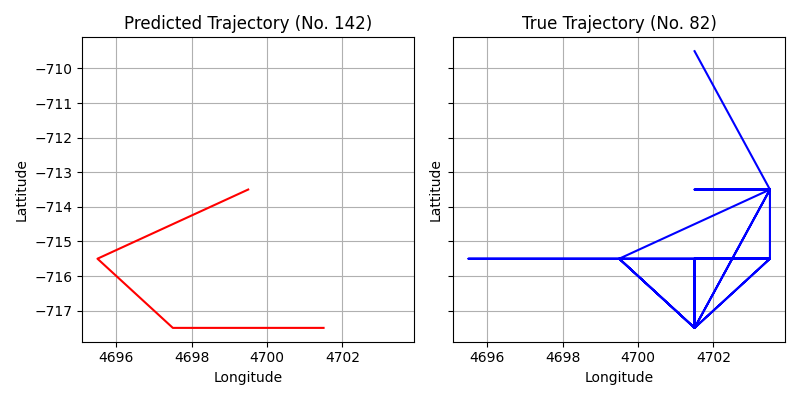 Predicted Trajectory (No. 142)
True Trajectory (No. 82)
−710
−711
−712
−713
−714
−715
−716
−717
Lattitude
Lattitude
4696 4698 4700 4702
4696 4698 4700 4702
Longitude
Longitude